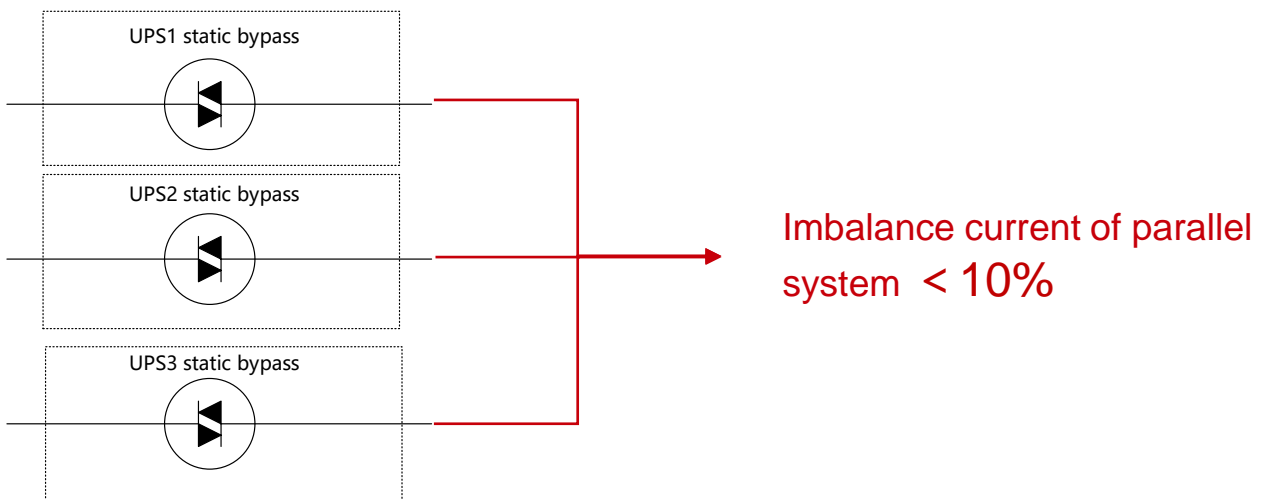 UPS1 static bypass
UPS2 static bypass
UPS3 static bypass
Imbalance current of parallel
system < 10%